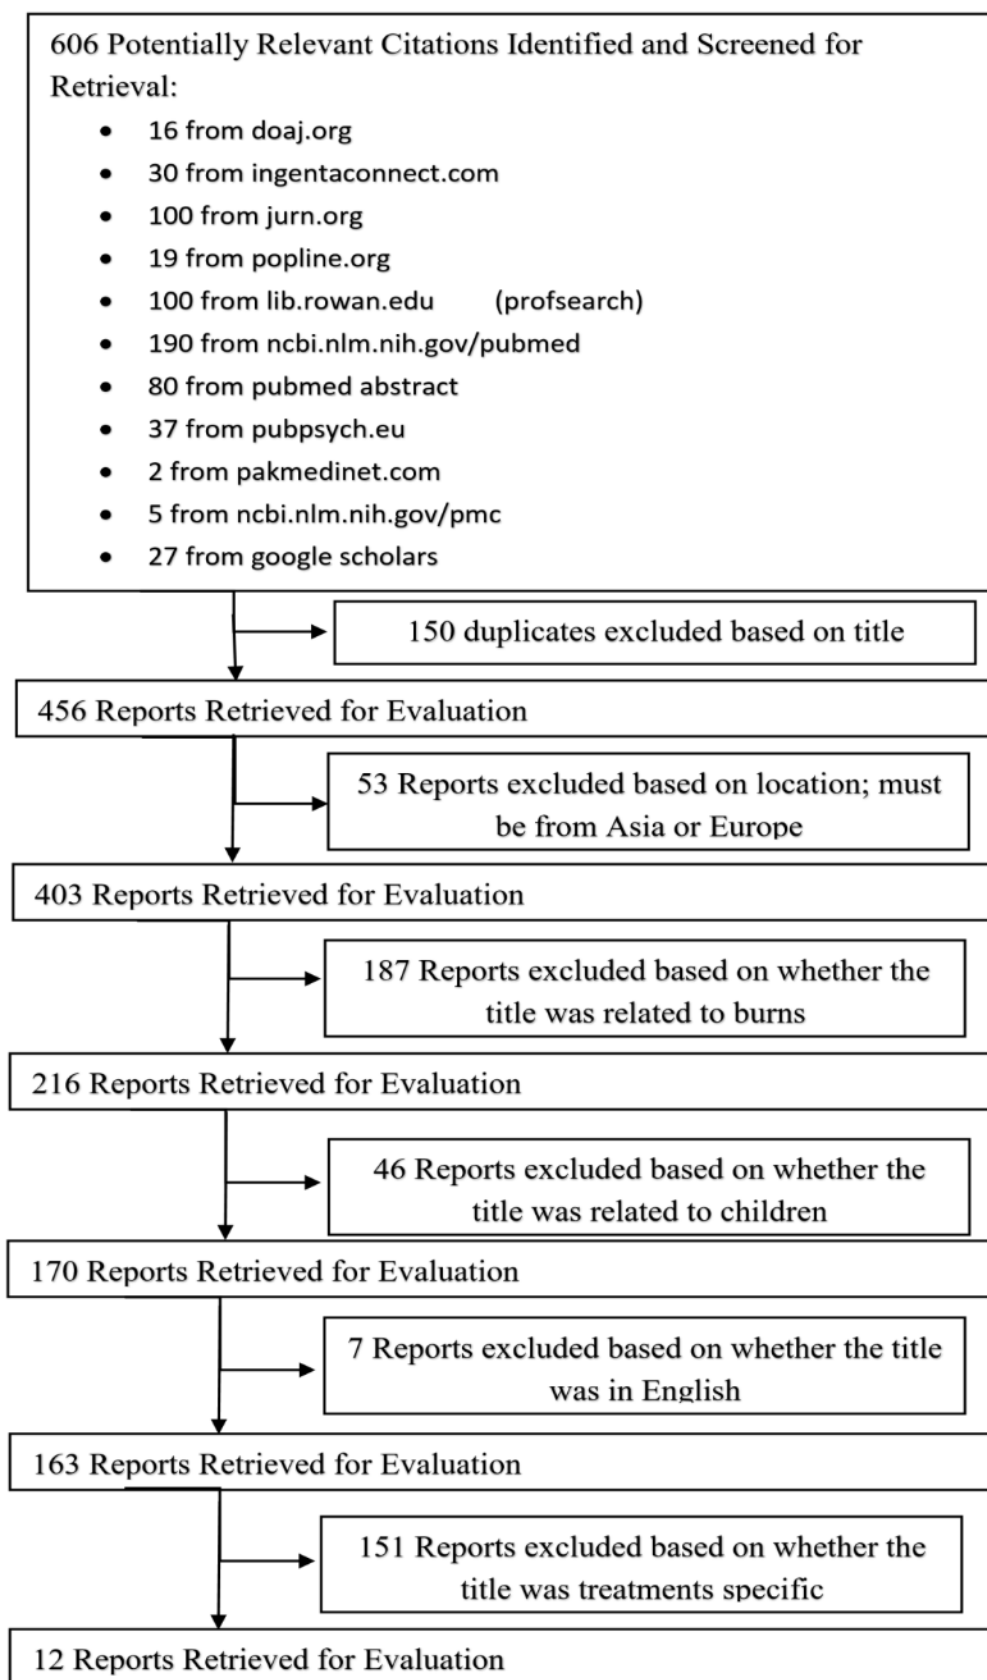 606 Potentially Relevant Citations Identified and Screened for
Retrieval:
• 16 from doaj.org
• 30 from ingentaconnect.com
• 100 from jurn.org
• 19 from popline.org
• 100 from lib.rowan.edu (profsearch)
• 190 from ncbi.nlm.nih.gov/pubmed
• 80 from pubmed abstract
• 37 from pubpsych.eu
• 2 from pakmedinet.com
• 5 from ncbi.nlm.nih.gov/pmc
• 27 from google scholars
150 duplicates excluded based on title
456 Reports Retrieved for Evaluation
53 Reports excluded based on location; must
be from Asia or Europe
403 Reports Retrieved for Evaluation
187 Reports excluded based on whether the
title was related to burns
216 Reports Retrieved for Evaluation
46 Reports excluded based on whether the
title was related to children
170 Reports Retrieved for Evaluation
7 Reports excluded based on whether the title
was in English
163 Reports Retrieved for Evaluation
151 Reports excluded based on whether the
title was treatments specific
12 Reports Retrieved for Evaluation